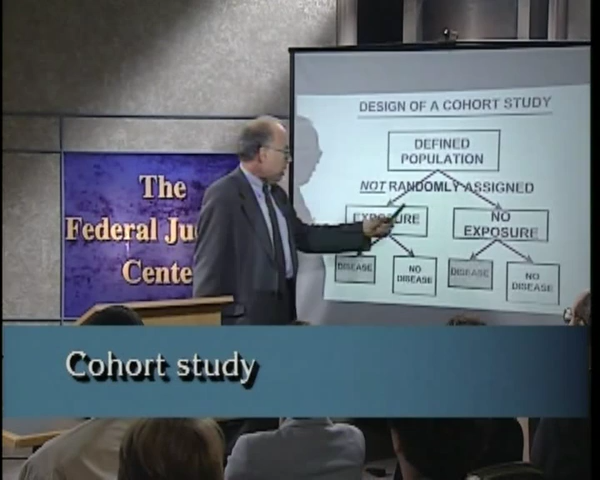 DESIGN OF A COHORT STUDY
DEFINED
POPULATION
NOT RANDOMLY ASSIGNED
EXPOSURE
NO
EXPOSURE
DISEASE
NO
DISEASE
DISEASE
NO
DISEASE
The
Federal Ju
Cente
Cohort study